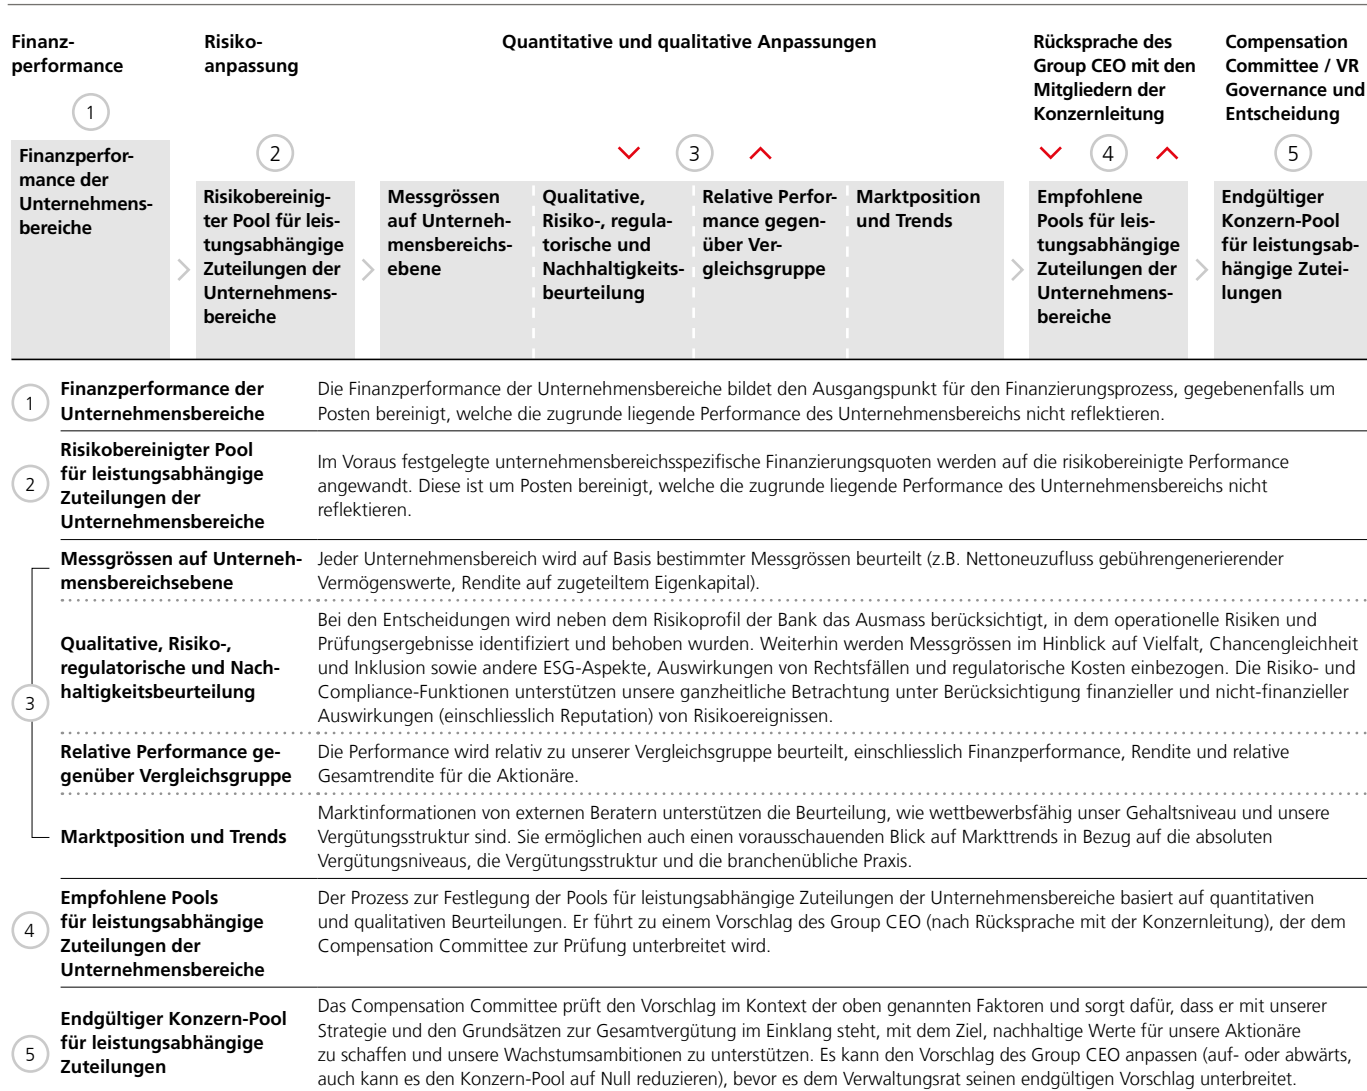 Finanz-
performance
Risiko-
anpassung
Quantitative und qualitative Anpassungen
Rücksprache des
Group CEO mit den
Mitgliedern der
Konzernleitung
Compensation
Committee / VR
Governance und
Entscheidung
1
2
3
4
5
Finanzperfor-
mance der
Unternehmens-
bereiche
Risikobereinig-
ter Pool für leis-
tungsabhängige
Zuteilungen der
Unternehmens-
bereiche
Messgrössen
auf Unterneh-
mensbereichs-
ebene
Qualitative,
Risiko-, regula-
torische und
Nachhaltigkeits-
beurteilung
Relative Perfor-
mance gegen-
über Ver-
gleichsgruppe
Marktposition
und Trends
Empfohlene
Pools für leis-
tungsabhängige
Zuteilungen der
Unternehmens-
bereiche
Endgültiger
Konzern-Pool
für leistungsab-
hängige Zutei-
lungen
1
Finanzperformance der
Unternehmensbereiche
Die Finanzperformance der Unternehmensbereiche bildet den Ausgangspunkt für den Finanzierungsprozess, gegebenenfalls um
Posten bereinigt, welche die zugrunde liegende Performance des Unternehmensbereichs nicht reflektieren.
2
Risikobereinigter Pool
für leistungsabhängige
Zuteilungen der
Unternehmensbereiche
Im Voraus festgelegte unternehmensbereichsspezifische Finanzierungsquoten werden auf die risikobereinigte Performance
angewandt. Diese ist um Posten bereinigt, welche die zugrunde liegende Performance des Unternehmensbereichs nicht
reflektieren.
3
Messgrössen auf Unterneh-
mensbereichsebene
Jeder Unternehmensbereich wird auf Basis bestimmter Messgrössen beurteilt (z.B. Nettoneuzufluss gebührengenerierender
Vermögenswerte, Rendite auf zugeteiltem Eigenkapital).
Qualitative, Risiko-,
regulatorische und Nach-
haltigkeitsbeurteilung
Bei den Entscheidungen wird neben dem Risikoprofil der Bank das Ausmass berücksichtigt, in dem operationelle Risiken und
Prüfungsergebnisse identifiziert und behoben wurden. Weiterhin werden Messgrössen im Hinblick auf Vielfalt, Chancengleichheit
und Inklusion sowie andere ESG-Aspekte, Auswirkungen von Rechtsfällen und regulatorische Kosten einbezogen. Die Risiko- und
Compliance-Funktionen unterstützen unsere ganzheitliche Betrachtung unter Berücksichtigung finanzieller und nicht-finanzieller
Auswirkungen (einschliesslich Reputation) von Risikoereignissen.
Relative Performance ge-
genüber Vergleichsgruppe
Die Performance wird relativ zu unserer Vergleichsgruppe beurteilt, einschliesslich Finanzperformance, Rendite und relative
Gesamtrendite für die Aktionäre.
Marktposition und Trends
Marktinformationen von externen Beratern unterstützen die Beurteilung, wie wettbewerbsfähig unser Gehaltsniveau und unsere
Vergütungsstruktur sind. Sie ermöglichen auch einen vorausschauenden Blick auf Markttrends in Bezug auf die absoluten
Vergütungsniveaus, die Vergütungsstruktur und die branchenübliche Praxis.
4
Empfohlene Pools
für leistungsabhängige
Zuteilungen der
Unternehmensbereiche
Der Prozess zur Festlegung der Pools für leistungsabhängige Zuteilungen der Unternehmensbereiche basiert auf quantitativen
und qualitativen Beurteilungen. Er führt zu einem Vorschlag des Group CEO (nach Rücksprache mit der Konzernleitung), der dem
Compensation Committee zur Prüfung unterbreitet wird.
5
Endgültiger Konzern-Pool
für leistungsabhängige
Zuteilungen
Das Compensation Committee prüft den Vorschlag im Kontext der oben genannten Faktoren und sorgt dafür, dass er mit unserer
Strategie und den Grundsätzen zur Gesamtvergütung im Einklang steht, mit dem Ziel, nachhaltige Werte für unsere Aktionäre
zu schaffen und unsere Wachstumsambitionen zu unterstützen. Es kann den Vorschlag des Group CEO anpassen (auf- oder abwärts,
auch kann es den Konzern-Pool auf Null reduzieren), bevor es dem Verwaltungsrat seinen endgültigen Vorschlag unterbreitet.